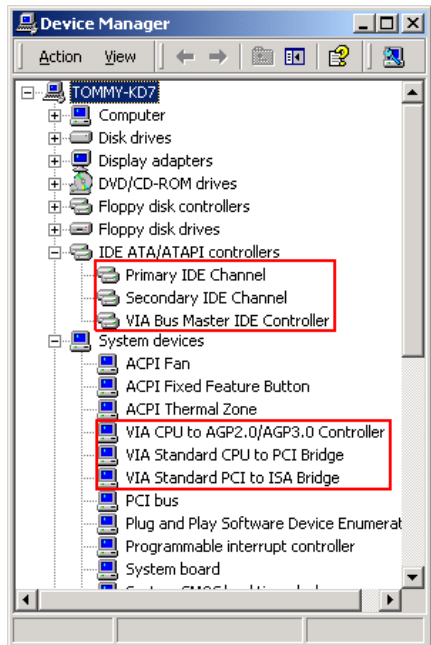 Device Manager
Action View
TOMMY-KD7
Computer
Disk drives
Display adapters
DVD/CD-ROM drives
Floppy disk controllers
Floppy disk drives
IDE ATA/ATAPI controllers
Primary IDE Channel
Secondary IDE Channel
VIA Bus Master IDE Controller
System devices
ACPI Fan
ACPI Fixed Feature Button
ACPI Thermal Zone
VIA CPU to AGP2.0/AGP3.0 Controller
VIA Standard CPU to PCI Bridge
VIA Standard PCI to ISA Bridge
PCI bus
Plug and Play Software Device Enumerat
Programmable interrupt controller
System board